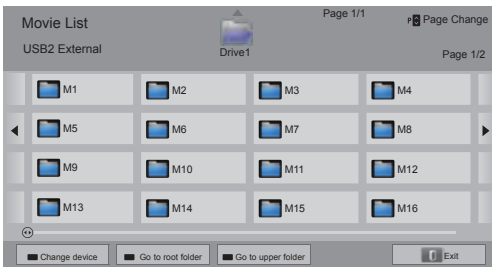 Movie List
Page 1/1
P Page Change
USB2 External
Drive1
Page 1/2
M1 M2 M3 M4
M5 M6 M7 M8
M9 M10 M11 M12
M13 M14 M15 M16
Change device Go to root folder Go to upper folder Exit